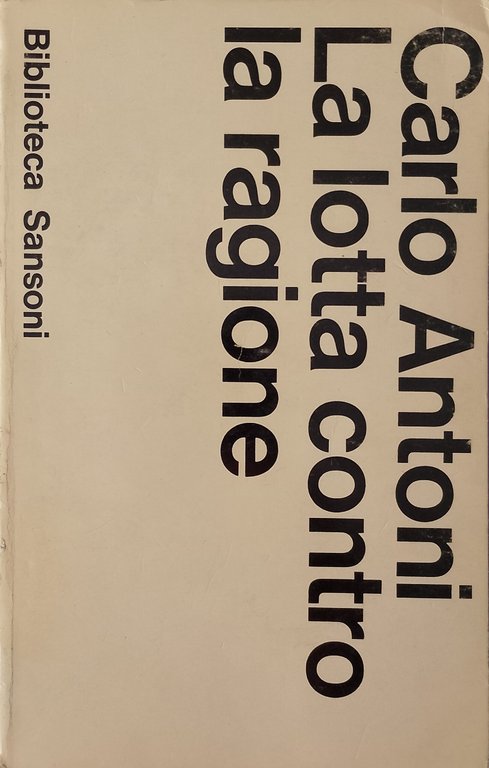 Carlo Antoni
La lotta contro
la ragione
Biblioteca Sansoni